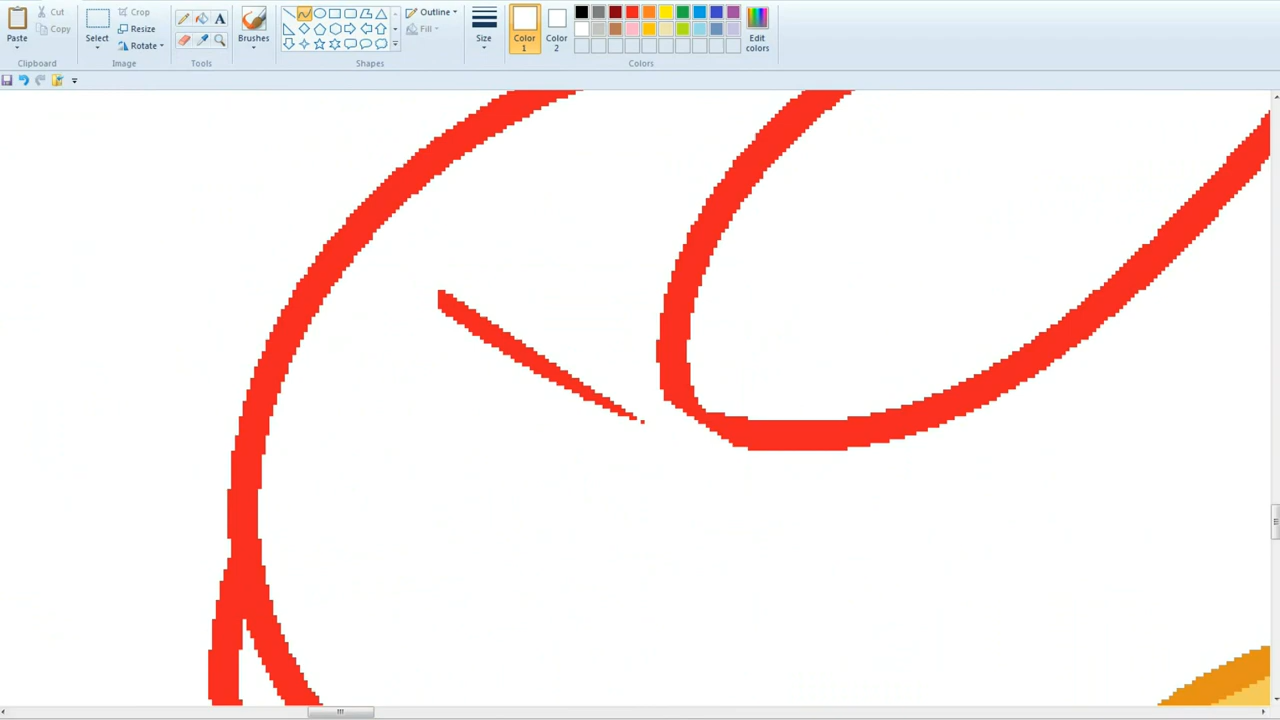 Paste
Cut
Copy
Clipboard
Select
Crop
Resize
Rotate
Image
A
Tools
Brushes
Outline
Fill
Shapes
Size
Color
1
Color
2
Colors
Edit
colors